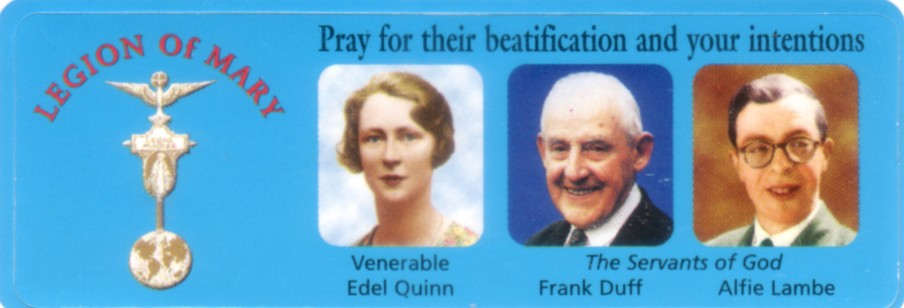 LEGION Of MARY
Pray for their beatification and your intentions
Venerable
Edel Quinn
The Servants of God
Frank Duff Alfie Lambe